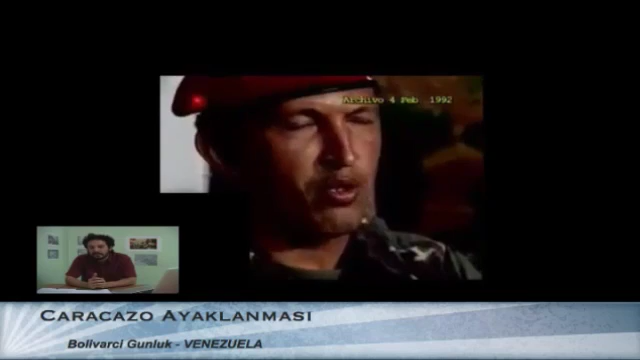 Archivo 4 Feb 1992
CARACAZO AYAKLANMASI
Bolivarci Gunluk - VENEZUELA